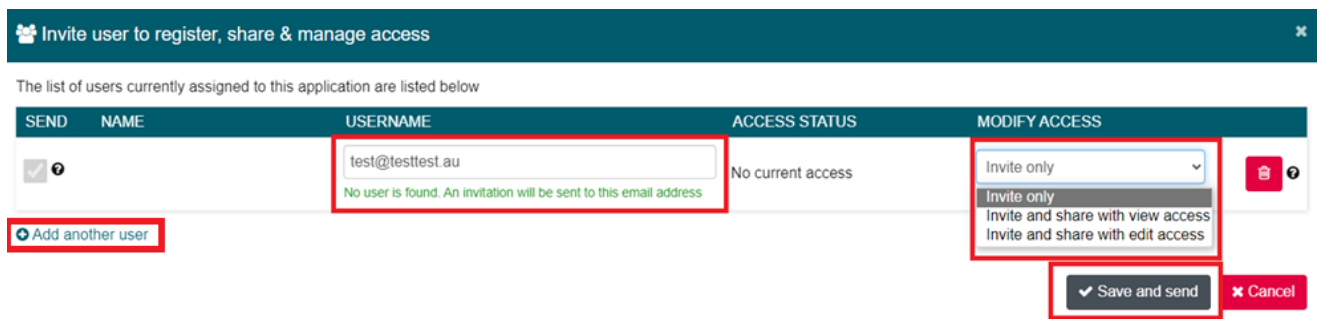 Invite user to register, share & manage access
The list of users currently assigned to this application are listed below
SEND NAME USERNAME ACCESS STATUS MODIFY ACCESS
test@testtest.au No current access Invite only
No user is found. An invitation will be sent to this email address
Invite only
Invite and share with view access
Invite and share with edit access
Add another user
Save and send Cancel